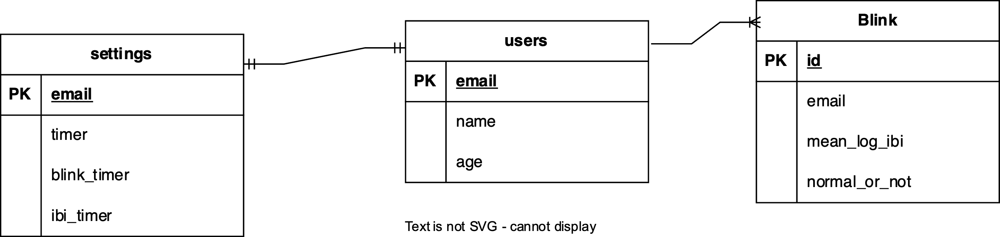 settings
PK email
timer
blink_timer
ibi_timer
users
PK email
name
age
Blink
PK id
email
mean_log_ibi
normal_or_not
Text is not SVG - cannot display